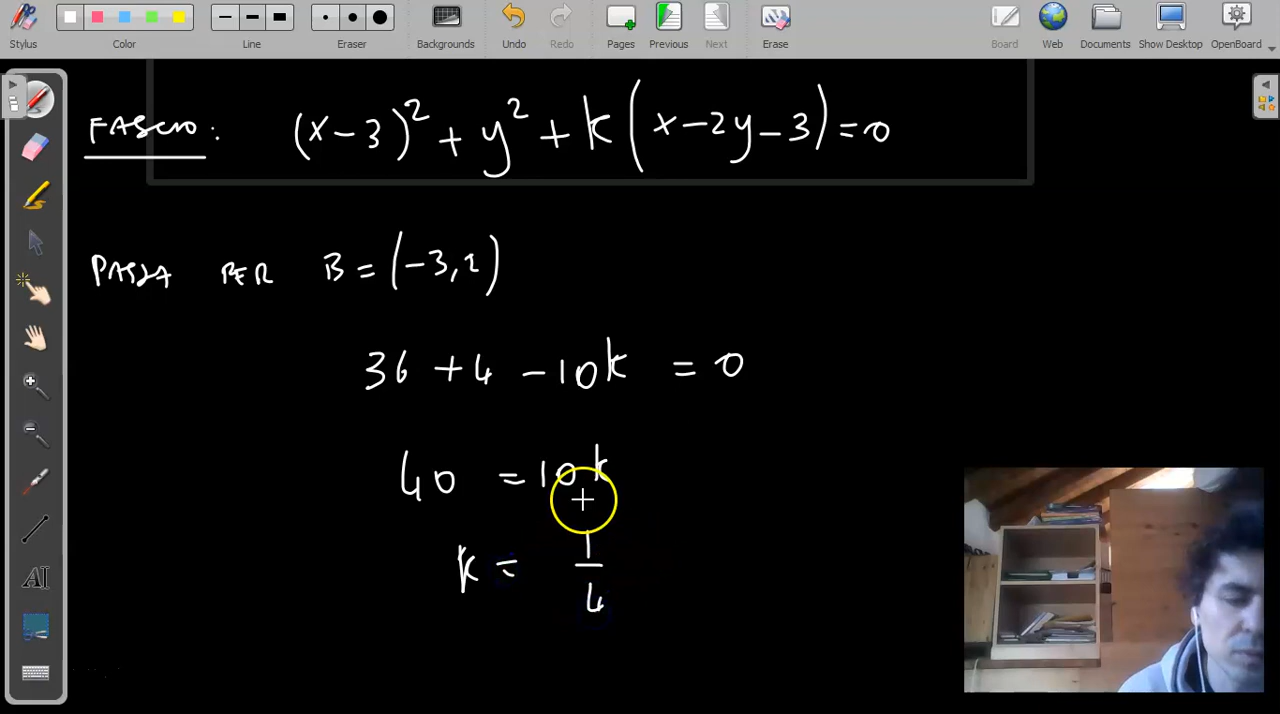 Stylus Color Line Eraser Backgrounds Undo Redo Pages Previous Next Erase Board Web Documents Show Desktop OpenBoard
FASCIO: (x-3)² + y² + k(x-2y-3) = 0
PASSA PER B = (-3,2)
36 + 4 - 10k = 0
40 = 10k
k = 1/4